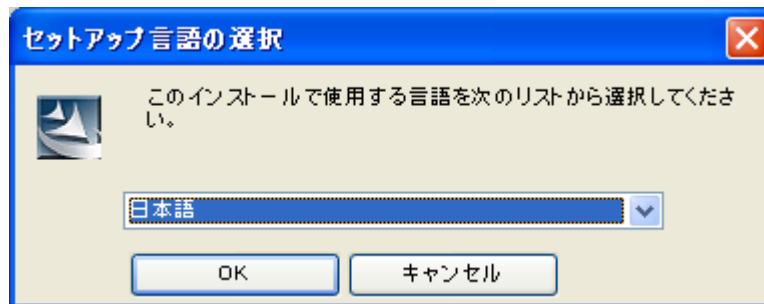 セットアップ言語の選択
このインストールで使用する言語を次のリストから選択してくださ
い。
日本語
OK
キャンセル